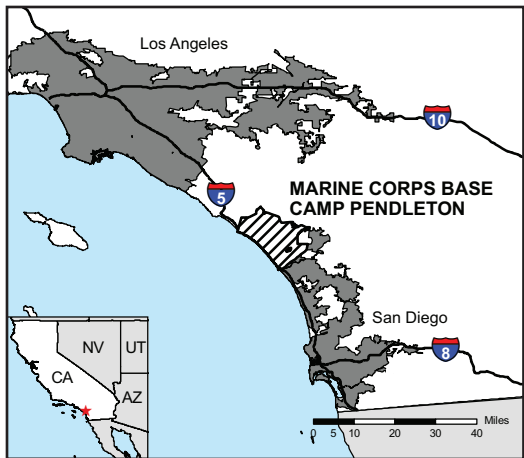 Los Angeles
10
5
MARINE CORPS BASE
CAMP PENDLETON
San Diego
8
NV
UT
CA
AZ
Miles
0 5 10 20 30 40